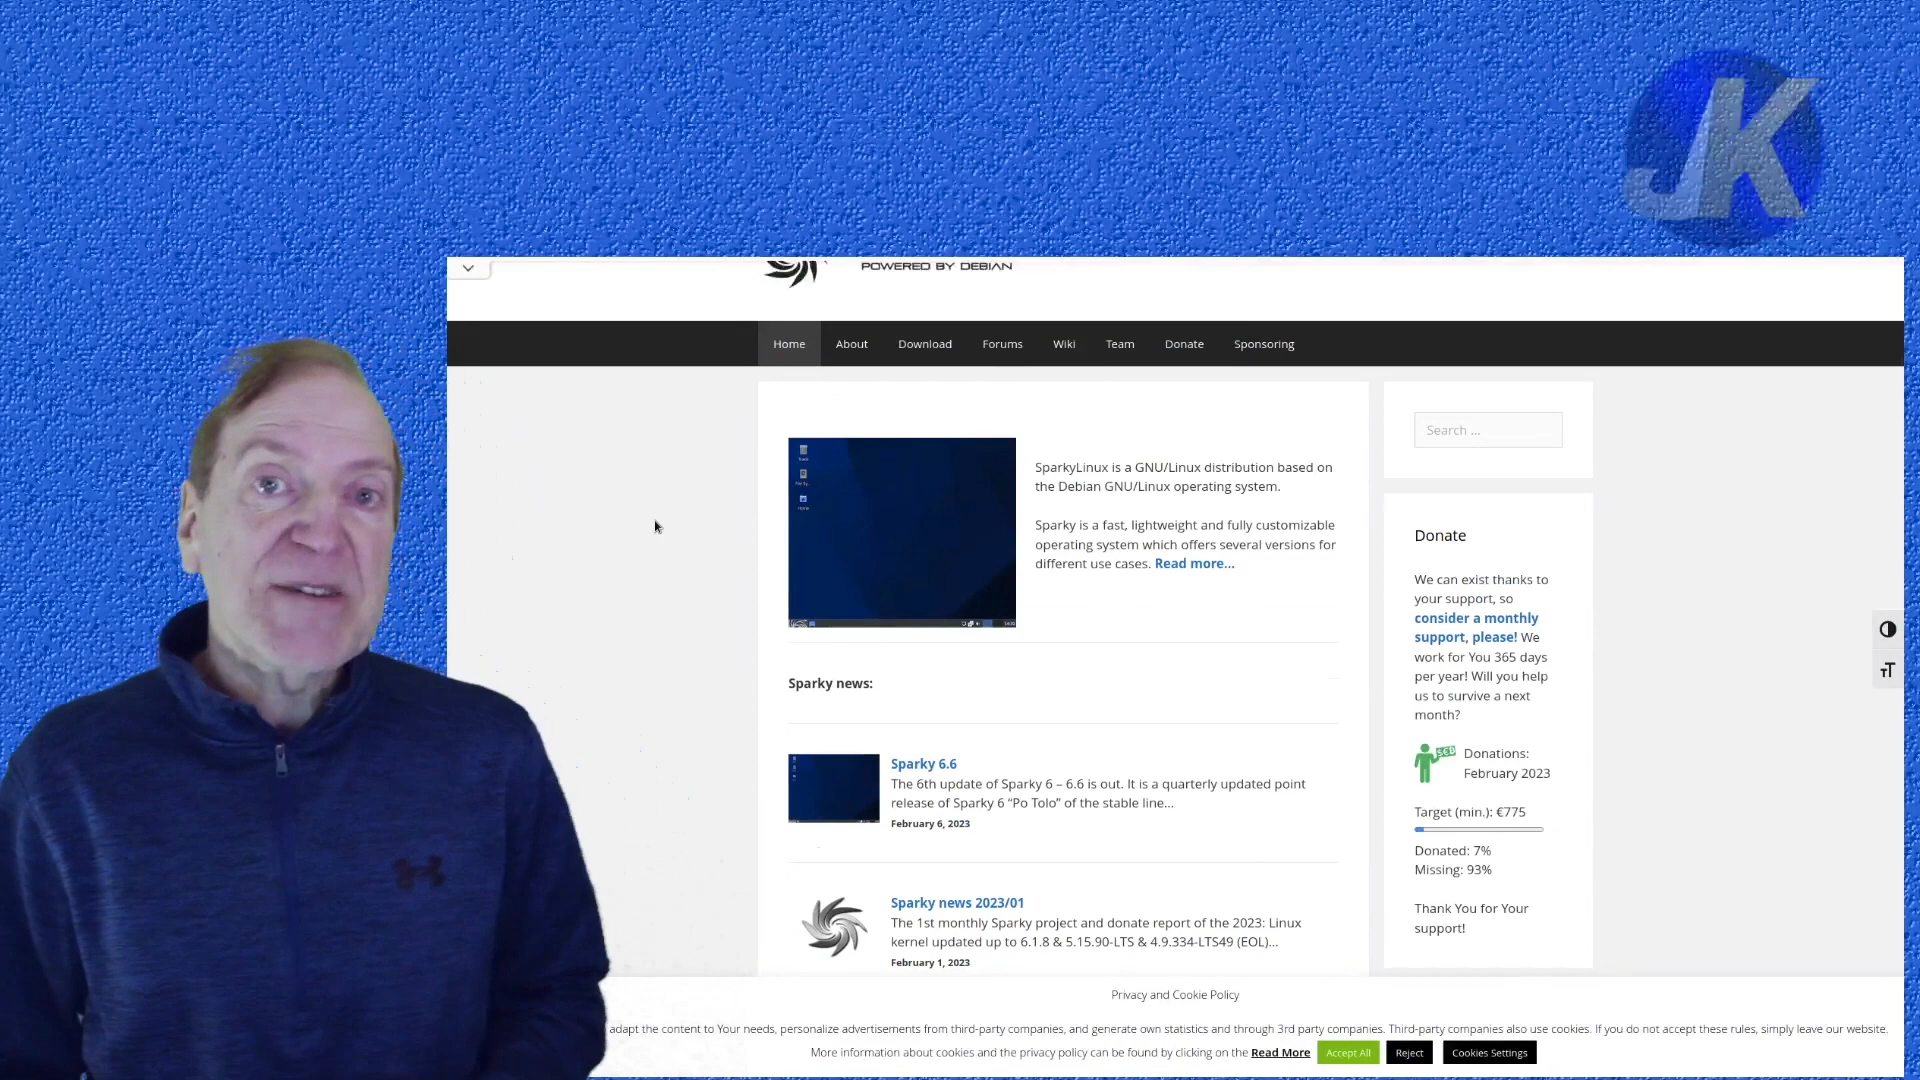 JK
POWERED BY DEBIAN
Home About Download Forums Wiki Team Donate Sponsoring
SparkyLinux is a GNU/Linux distribution based on
the Debian GNU/Linux operating system.
Sparky is a fast, lightweight and fully customizable
operating system which offers several versions for
different use cases. Read more...
Sparky news:
Sparky 6.6
The 6th update of Sparky 6 – 6.6 is out. It is a quarterly updated point
release of Sparky 6 “Po Tolo” of the stable line...
February 6, 2023
Sparky news 2023/01
The 1st monthly Sparky project and donate report of the 2023: Linux
kernel updated up to 6.1.8 & 5.15.90-LTS & 4.9.334-LTS49 (EOL)...
February 1, 2023
Search ...
Donate
We can exist thanks to
your support, so
consider a monthly
support, please! We
work for You 365 days
per year! Will you help
us to survive a next
month?
Donations:
February 2023
Target (min.): €775
Donated: 7%
Missing: 93%
Thank You for Your
support!
Privacy and Cookie Policy
adapt the content to Your needs, personalize advertisements from third-party companies, and generate own statistics and through 3rd party companies. Third-party companies also use cookies. If you do not accept these rules, simply leave our website.
More information about cookies and the privacy policy can be found by clicking on the Read More Accept All Reject Cookies Settings